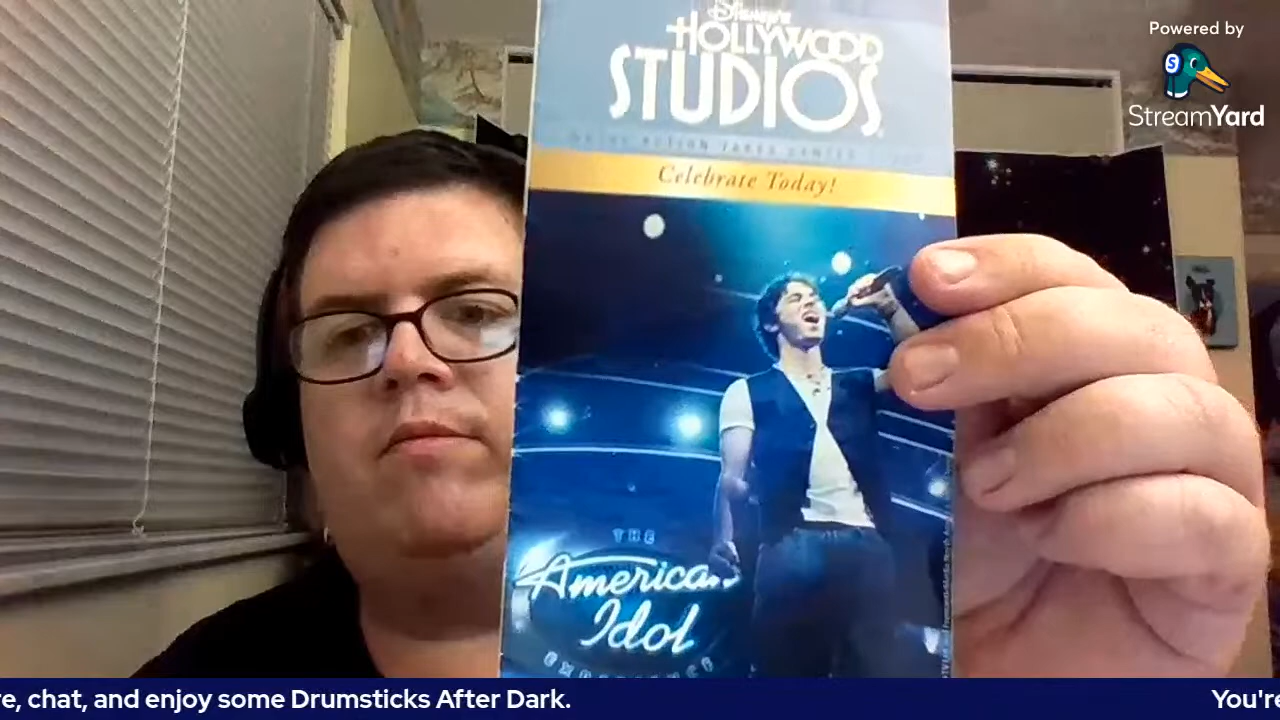 Powered by
StreamYard
Disney's
HOLLYWOOD
STUDIOS
Celebrate Today!
THE
American
Idol
EXPERIENCE
re, chat, and enjoy some Drumsticks After Dark.
You're